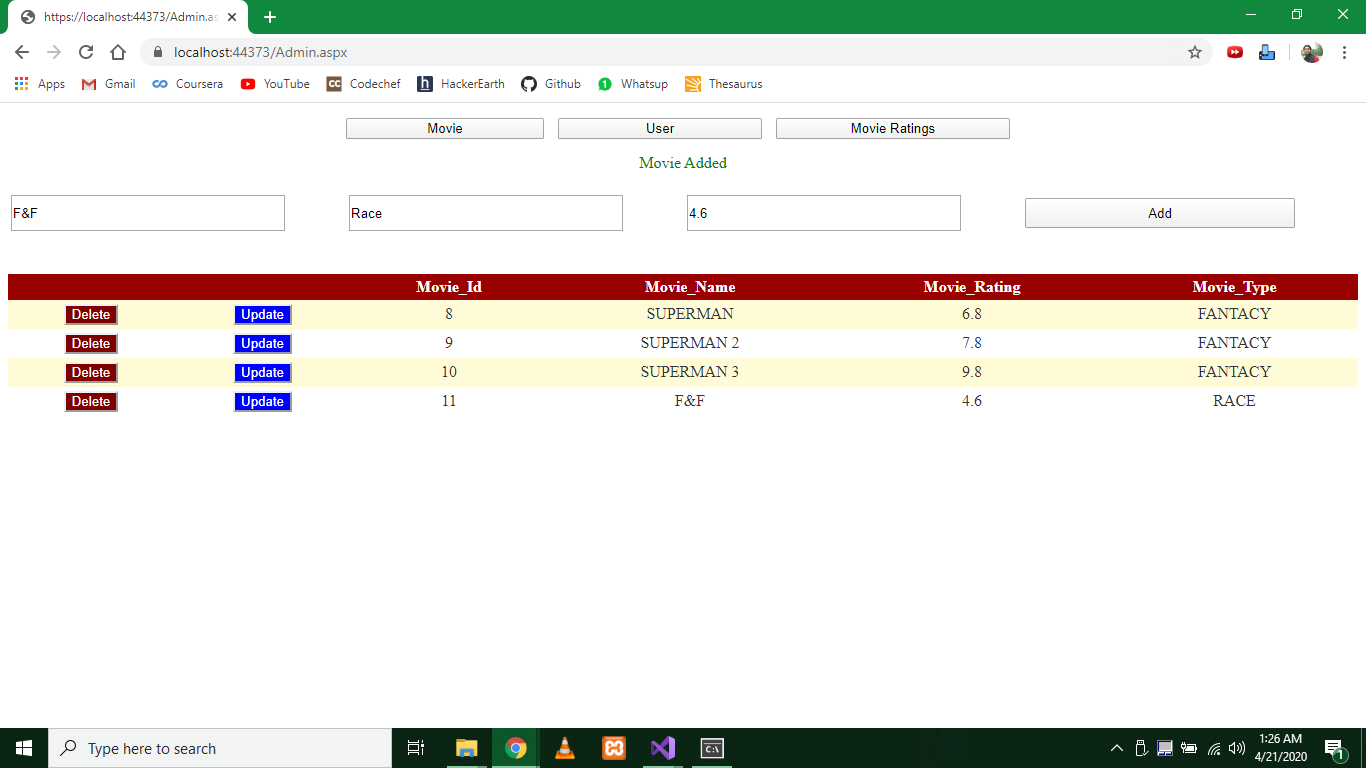 https://localhost:44373/Admin.as
localhost:44373/Admin.aspx
Apps Gmail Coursera YouTube Codechef HackerEarth Github Whatsup Thesaurus
Movie User Movie Ratings
Movie Added
F&F Race 4.6 Add
Movie_Id Movie_Name Movie_Rating Movie_Type
Delete Update 8 SUPERMAN 6.8 FANTACY
Delete Update 9 SUPERMAN 2 7.8 FANTACY
Delete Update 10 SUPERMAN 3 9.8 FANTACY
Delete Update 11 F&F 4.6 RACE
Type here to search
1:26 AM
4/21/2020
1